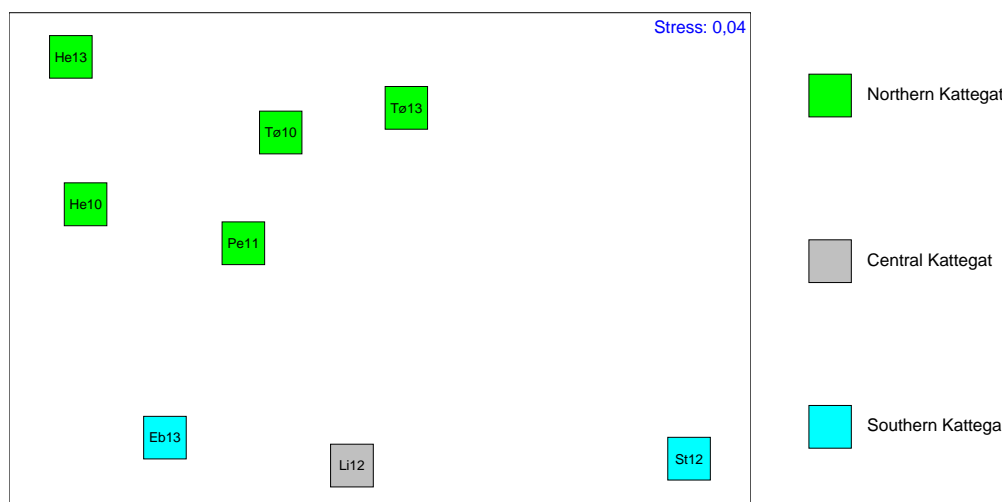 Stress: 0,04
He13
Tø13
Tø10
He10
Pe11
Eb13
Li12
St12
Northern Kattegat
Central Kattegat
Southern Kattega